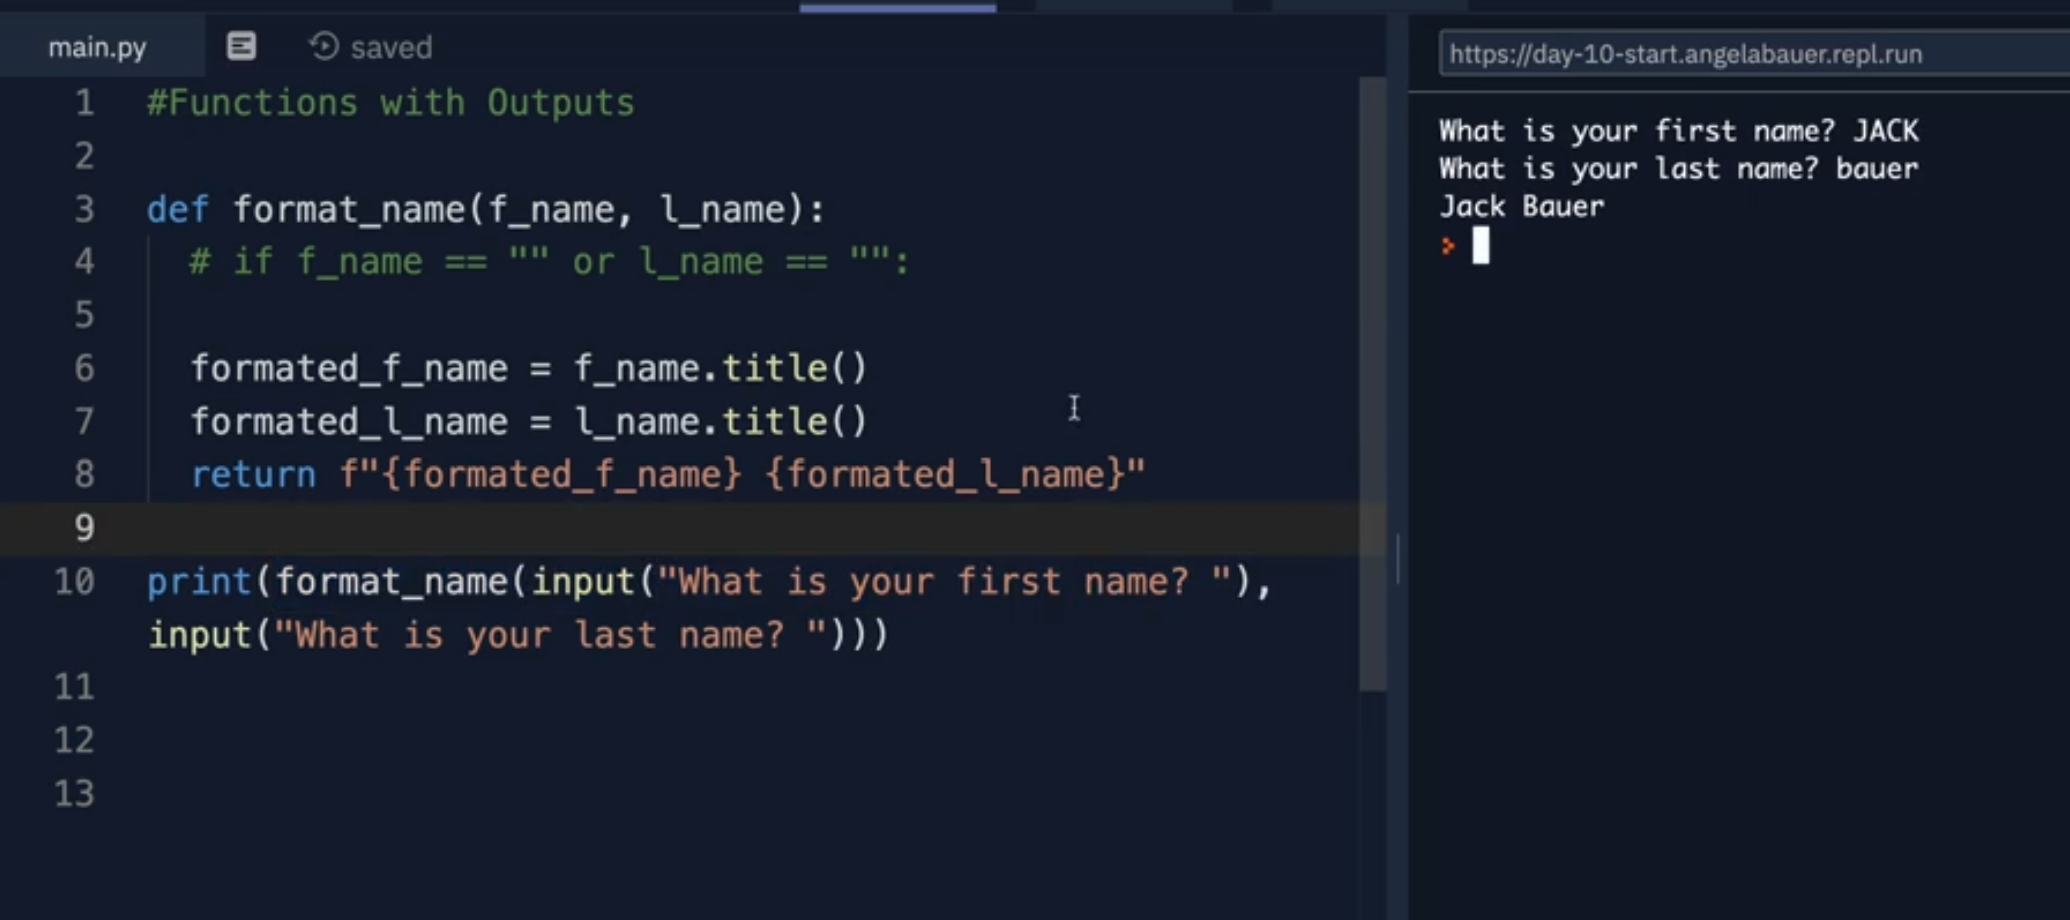 main.py saved
1 #Functions with Outputs
2
3 def format_name(f_name, l_name):
4 # if f_name == "" or l_name == "":
5
6 formated_f_name = f_name.title()
7 formated_l_name = l_name.title()
8 return f"{formated_f_name} {formated_l_name}"
9
10 print(format_name(input("What is your first name? "),
input("What is your last name? ")))
11
12
13
https://day-10-start.angelabauer.repl.run
What is your first name? JACK
What is your last name? bauer
Jack Bauer
>